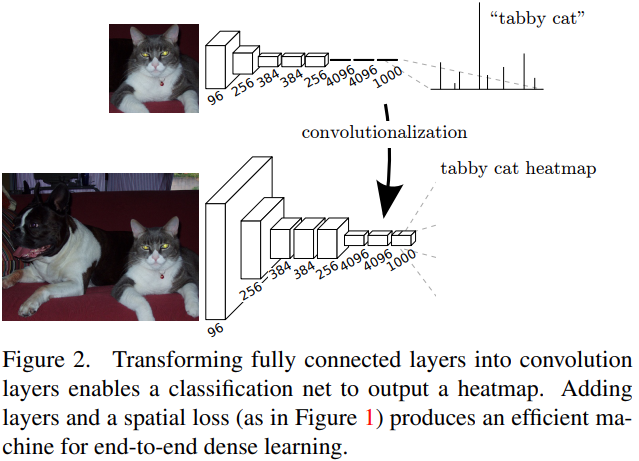 “tabby cat”
96
256
384
384
256
4096
4096
1000
convolutionalization
tabby cat heatmap
96
256
384
384
256
4096
4096
1000
Figure 2. Transforming fully connected layers into convolution
layers enables a classification net to output a heatmap. Adding
layers and a spatial loss (as in Figure 1) produces an efficient ma-
chine for end-to-end dense learning.